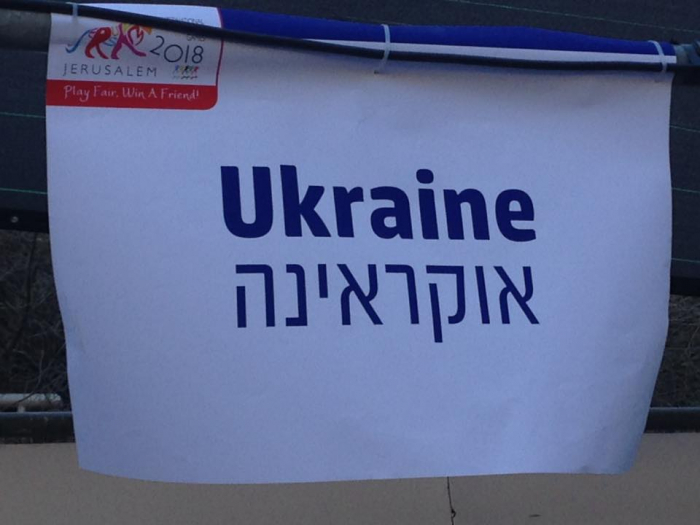 2018
JERUSALEM
Play Fair, Win A Friend!
Ukraine
אוקראינה